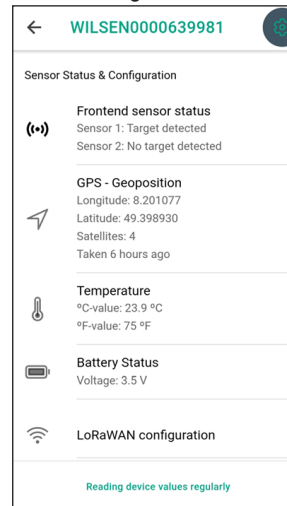 WILSEN0000639981
Sensor Status & Configuration
Frontend sensor status
Sensor 1: Target detected
Sensor 2: No target detected
GPS - Geoposition
Longitude: 8.201077
Latitude: 49.398930
Satellites: 4
Taken 6 hours ago
Temperature
ºC-value: 23.9 ºC
ºF-value: 75 ºF
Battery Status
Voltage: 3.5 V
LoRaWAN configuration
Reading device values regularly